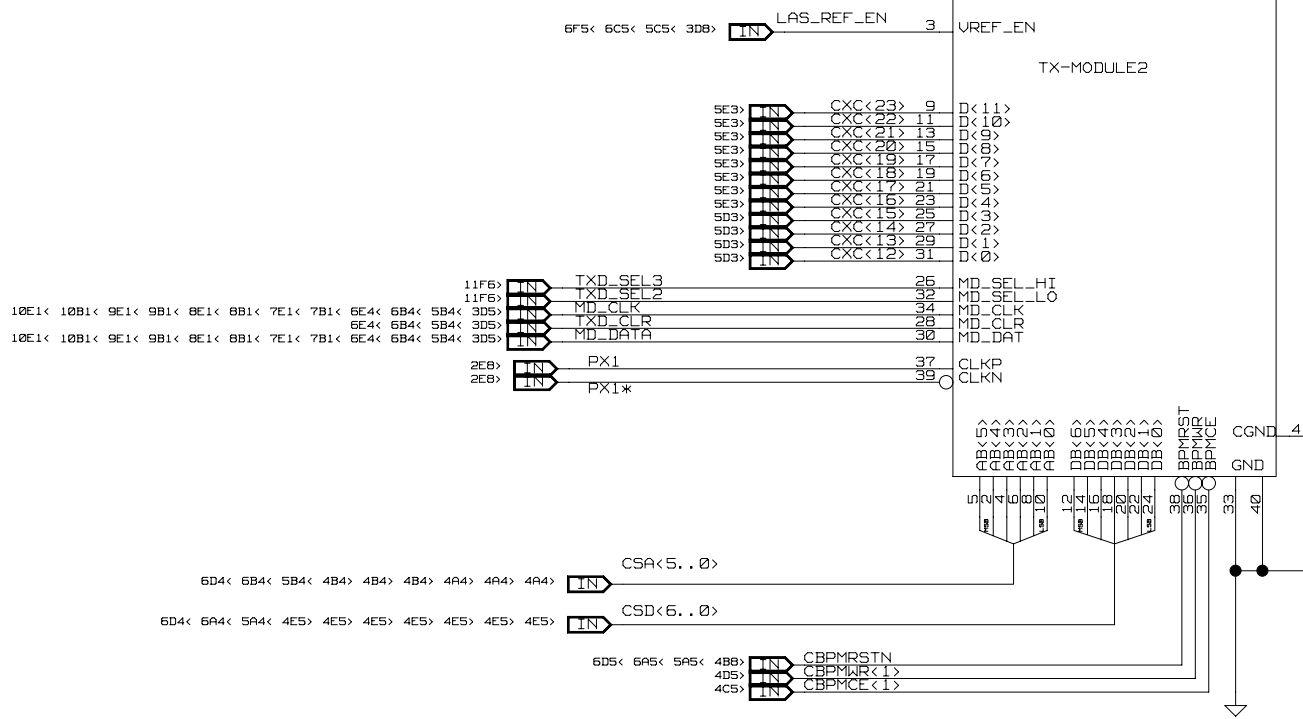 6F5< 6C5< 5C5< 3D8> IN LAS_REF_EN 3 VREF_EN
TX-MODULE2
5E3> IN CXC<23> 9 D<11>
5E3> IN CXC<22> 11 D<10>
5E3> IN CXC<21> 13 D<9>
5E3> IN CXC<20> 15 D<8>
5E3> IN CXC<19> 17 D<7>
5E3> IN CXC<18> 19 D<6>
5E3> IN CXC<17> 21 D<5>
5E3> IN CXC<16> 23 D<4>
5D3> IN CXC<15> 25 D<3>
5D3> IN CXC<14> 27 D<2>
5D3> IN CXC<13> 29 D<1>
5D3> IN CXC<12> 31 D<0>
11F6> IN TXD_SEL3 26 MD_SEL_HI
11F6> IN TXD_SEL2 32 MD_SEL_LO
10E1< 10B1< 9E1< 9B1< 8E1< 8B1< 7E1< 7B1< 6E4< 6B4< 5B4< 3D5> IN MD_CLK 34 MD_CLK
6E4< 6B4< 5B4< 3D5> IN TXD_CLR 28 MD_CLR
10E1< 10B1< 9E1< 9B1< 8E1< 8B1< 7E1< 7B1< 6E4< 6B4< 5B4< 3D5> IN MD_DATA 30 MD_DAT
2E8> IN PX1 37 CLKP
2E8> IN PX1* 39 CLKN
AB<5> AB<4> AB<3> AB<2> AB<1> AB<0> DB<6> DB<5> DB<4> DB<3> DB<2> DB<1> DB<0> BPMRST BPMWR BPMCE
CGND 4
GND
5 2 4 6 8 10 12 14 16 18 20 22 24 38 36 35 33 40
MSB LSB MSB LSB
6D4< 6B4< 5B4< 4B4> 4B4> 4B4> 4A4> 4A4> 4A4> IN CSA<5..0>
6D4< 6A4< 5A4< 4E5> 4E5> 4E5> 4E5> 4E5> 4E5> 4E5> IN CSD<6..0>
6D5< 6A5< 5A5< 4B8> IN CBPMRSTN
4D5> IN CBPMWR<1>
4C5> IN CBPMCE<1>